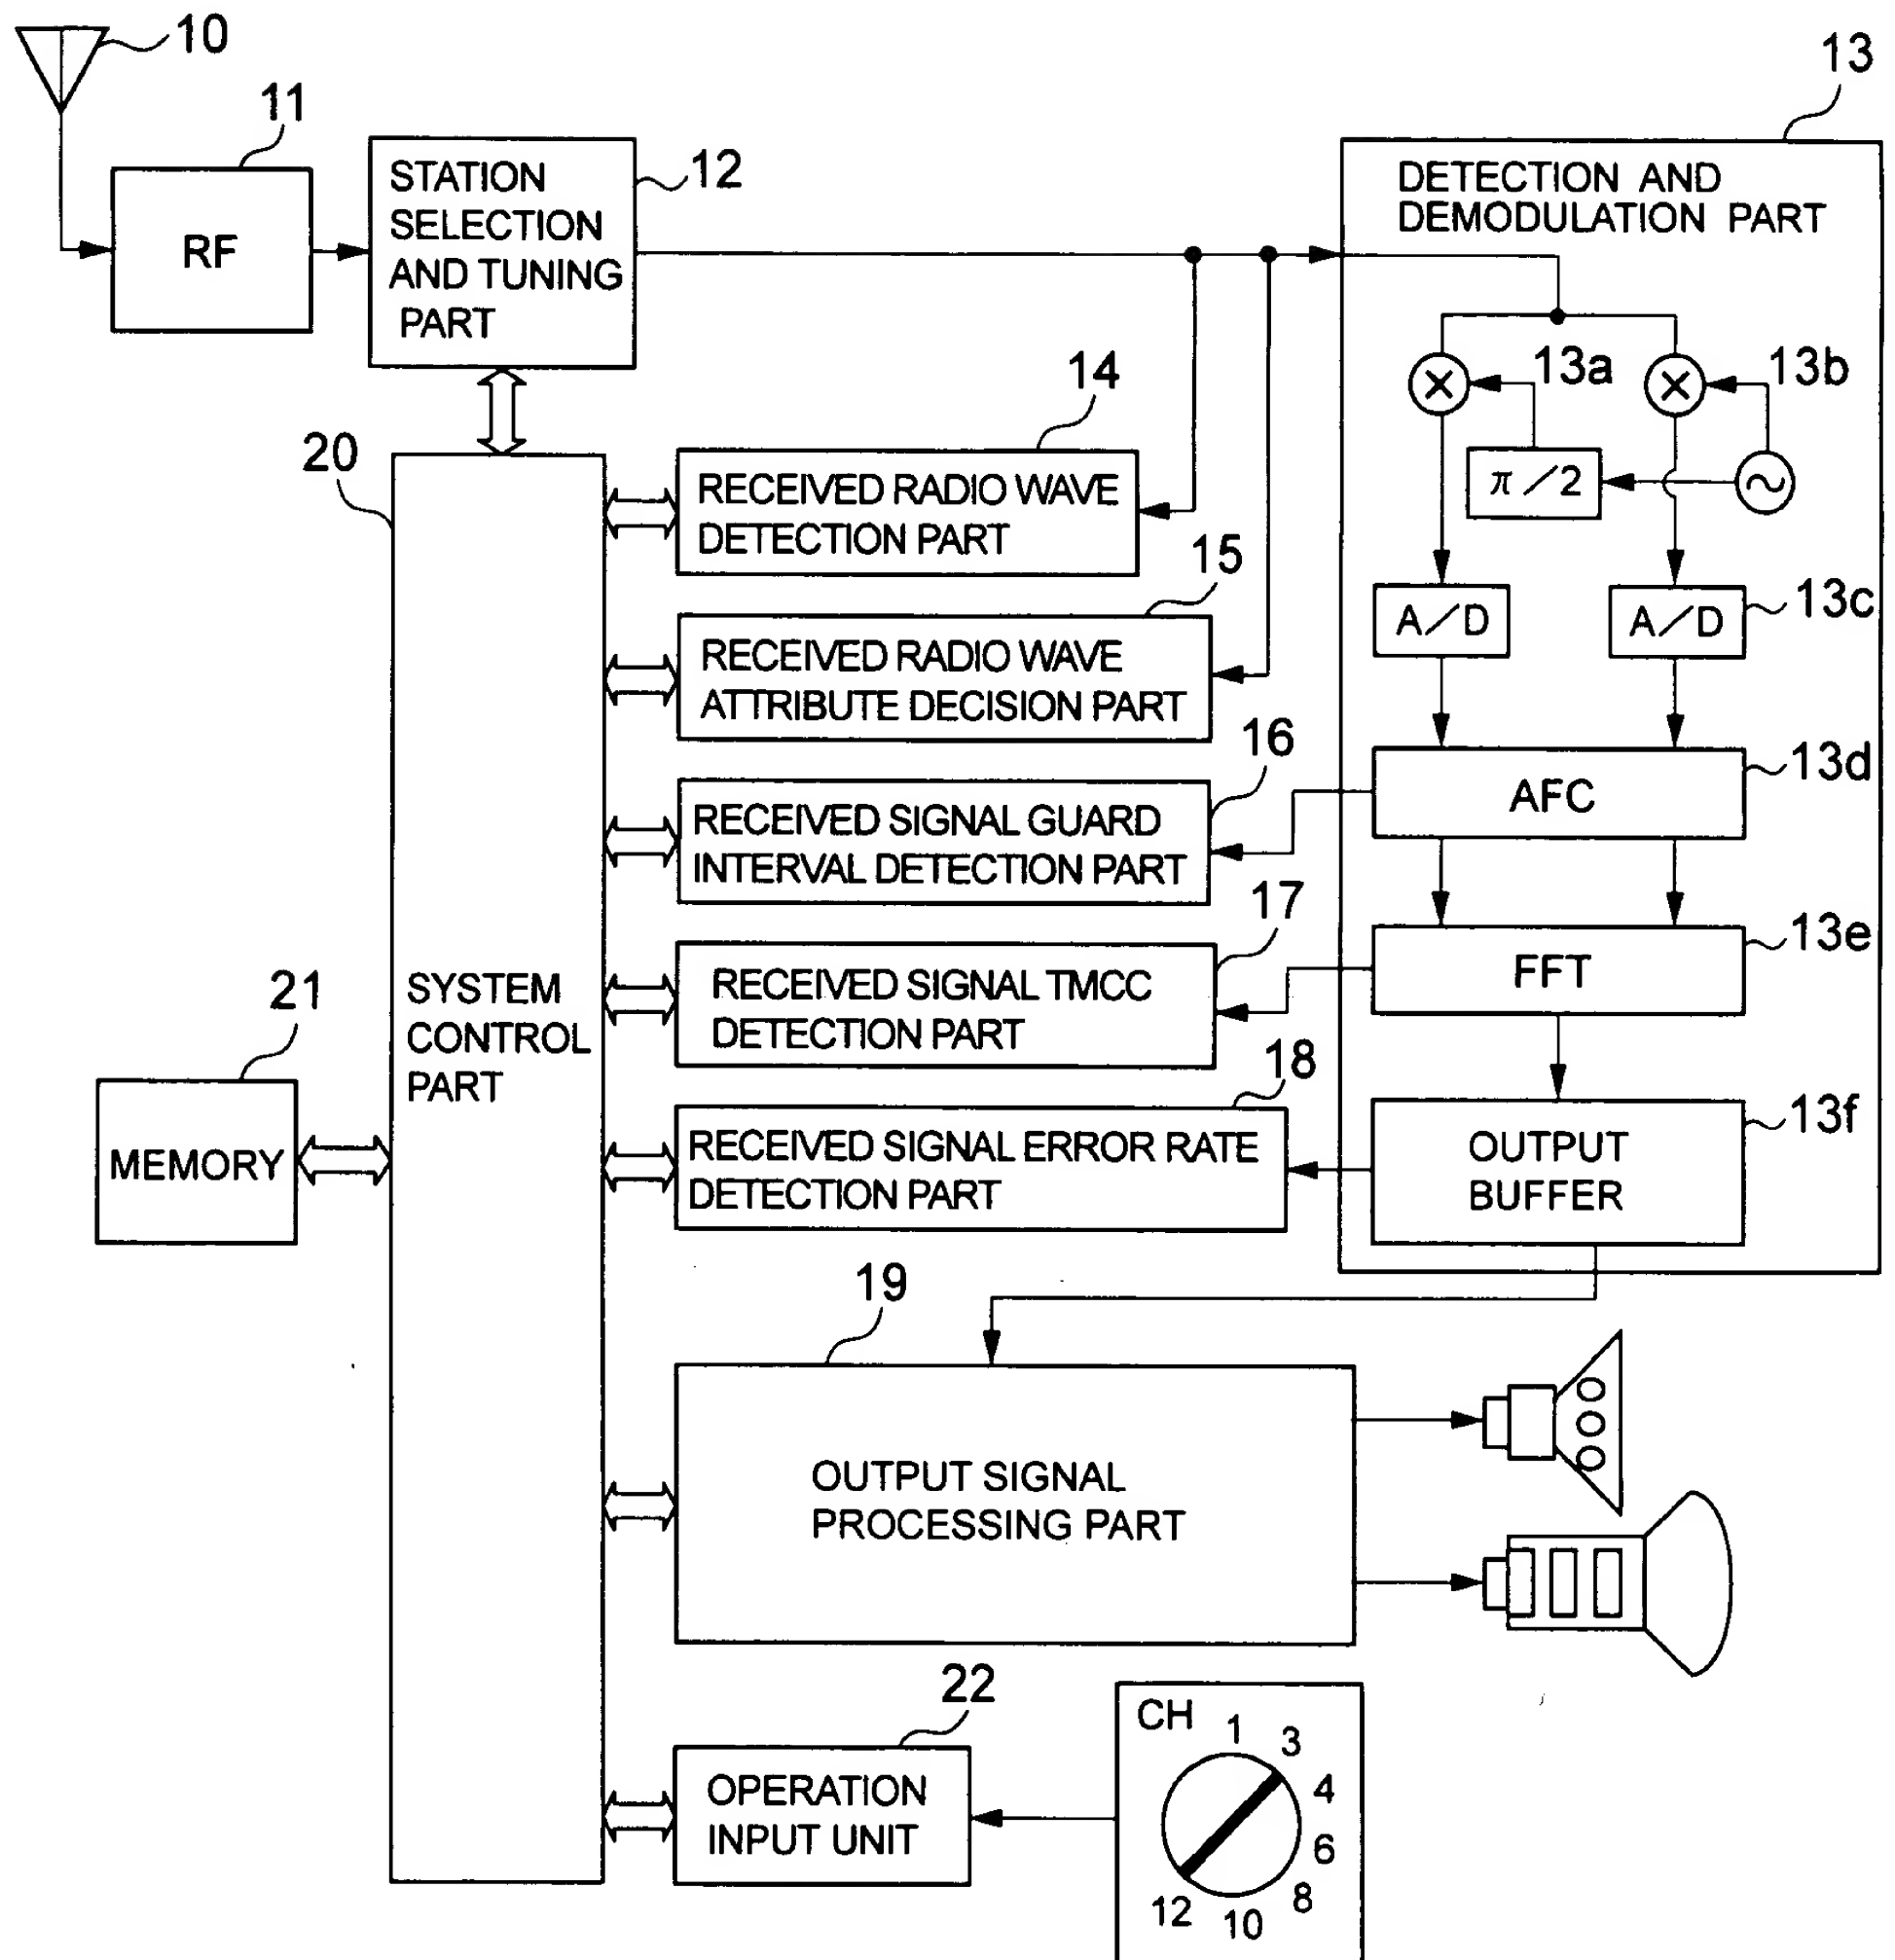 10
11
RF
STATION
SELECTION
AND TUNING
PART
12
13
DETECTION AND
DEMODULATION PART
13a
13b
π/2
A/D
A/D
13c
AFC
13d
FFT
13e
OUTPUT
BUFFER
13f
14
RECEIVED RADIO WAVE
DETECTION PART
15
RECEIVED RADIO WAVE
ATTRIBUTE DECISION PART
16
RECEIVED SIGNAL GUARD
INTERVAL DETECTION PART
17
RECEIVED SIGNAL TMCC
DETECTION PART
18
RECEIVED SIGNAL ERROR RATE
DETECTION PART
20
SYSTEM
CONTROL
PART
21
MEMORY
19
OUTPUT SIGNAL
PROCESSING PART
22
OPERATION
INPUT UNIT
CH
1
3
4
6
8
10
12